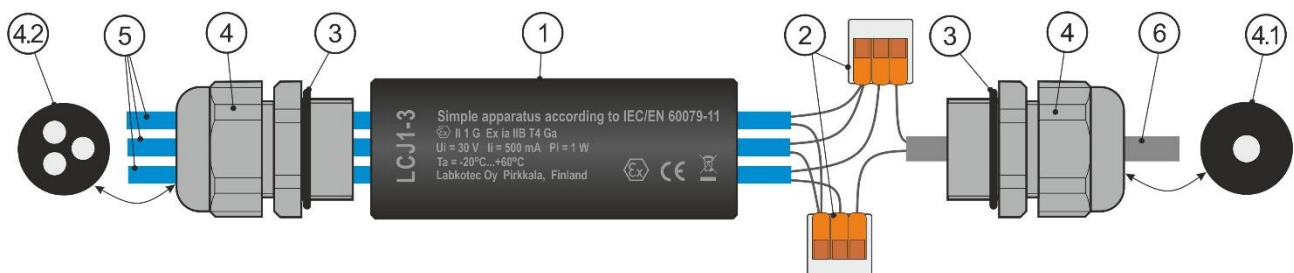 4.2
5
4
3
1
2
3
4
6
4.1
LCJ1-3
Simple apparatus according to IEC/EN 60079-11
Ex II 1 G Ex ia IIB T4 Ga
Ui = 30 V Ii = 500 mA Pi = 1 W
Ta = -20°C...+60°C
Labkotec Oy Pirkkala, Finland
Ex CE